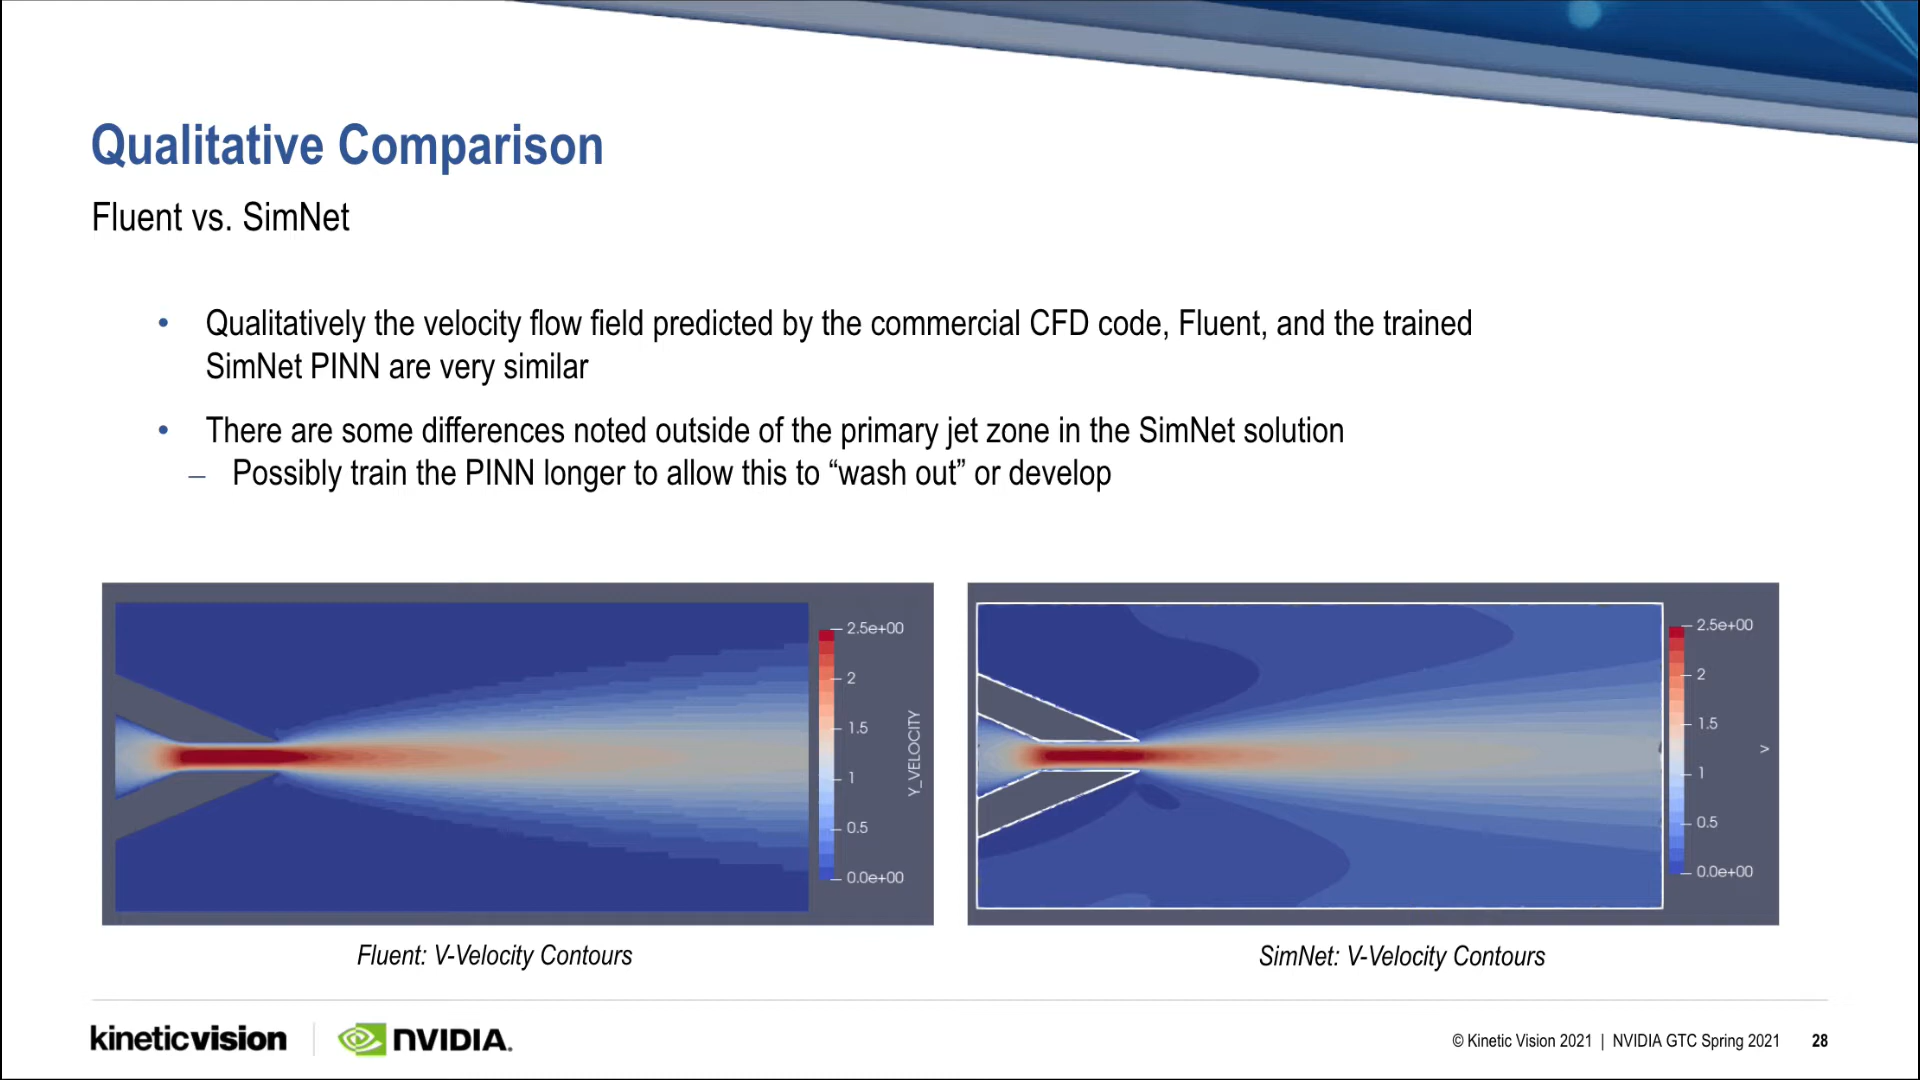 Qualitative Comparison
Fluent vs. SimNet
• Qualitatively the velocity flow field predicted by the commercial CFD code, Fluent, and the trained
SimNet PINN are very similar
• There are some differences noted outside of the primary jet zone in the SimNet solution
– Possibly train the PINN longer to allow this to “wash out” or develop
2.5e+00
2
1.5
1
0.5
0.0e+00
Y_VELOCITY
2.5e+00
2
1.5
1
0.5
0.0e+00
V
Fluent: V-Velocity Contours
SimNet: V-Velocity Contours
kineticvision
NVIDIA.
© Kinetic Vision 2021 | NVIDIA GTC Spring 2021 28